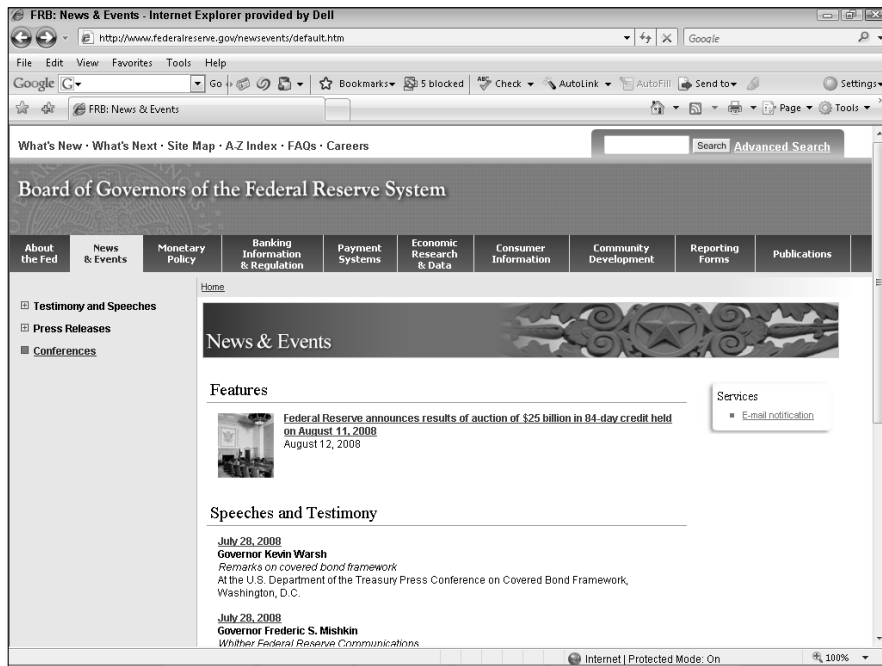 FRB: News & Events - Internet Explorer provided by Dell
http://www.federalreserve.gov/newsevents/default.htm
Google
File Edit View Favorites Tools Help
Google G Go Bookmarks 5 blocked ABC Check AutoLink AutoFill Send to Settings
FRB: News & Events Page Tools
What's New · What's Next · Site Map · A-Z Index · FAQs · Careers
Search Advanced Search
Board of Governors of the Federal Reserve System
About the Fed
News & Events
Monetary Policy
Banking Information & Regulation
Payment Systems
Economic Research & Data
Consumer Information
Community Development
Reporting Forms
Publications
Home
Testimony and Speeches
Press Releases
Conferences
News & Events
Features
Federal Reserve announces results of auction of $25 billion in 84-day credit held
on August 11, 2008
August 12, 2008
Services
E-mail notification
Speeches and Testimony
July 28, 2008
Governor Kevin Warsh
Remarks on covered bond framework
At the U.S. Department of the Treasury Press Conference on Covered Bond Framework,
Washington, D.C.
July 28, 2008
Governor Frederic S. Mishkin
Whither Federal Reserve Communications
Internet | Protected Mode: On 100%